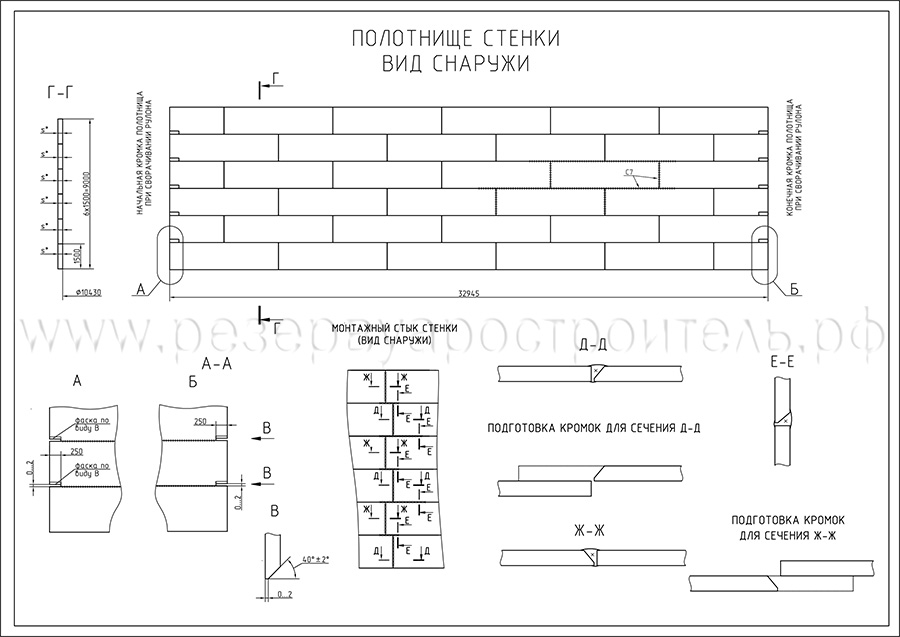 ПОЛОТНИЩЕ СТЕНКИ
ВИД СНАРУЖИ
Г-Г
Г
НАЧАЛЬНАЯ КРОМКА ПОЛОТНИЩА
ПРИ СВОРАЧИВАНИИ РУЛОНА
КОНЕЧНАЯ КРОМКА ПОЛОТНИЩА
ПРИ СВОРАЧИВАНИИ РУЛОНА
S*
S*
S*
S*
S*
S*
6х1500=9000
1500
⌀10430
С7
А
Б
32945
Г
www.резервуаростроитель.рф
МОНТАЖНЫЙ СТЫК СТЕНКИ
(ВИД СНАРУЖИ)
А-А
А
Б
фаска по
виду В
250
фаска по
виду В
0...2
250
0...2
В
В
В
40°±2°
0...2
Ж Ж
Е
Д Д
Е Е
Ж Ж
Е Е
Д Д
Е Е
Ж Ж
Е Е
Д Д
Е
Д-Д
ПОДГОТОВКА КРОМОК ДЛЯ СЕЧЕНИЯ Д-Д
Е-Е
Ж-Ж
ПОДГОТОВКА КРОМОК
ДЛЯ СЕЧЕНИЯ Ж-Ж